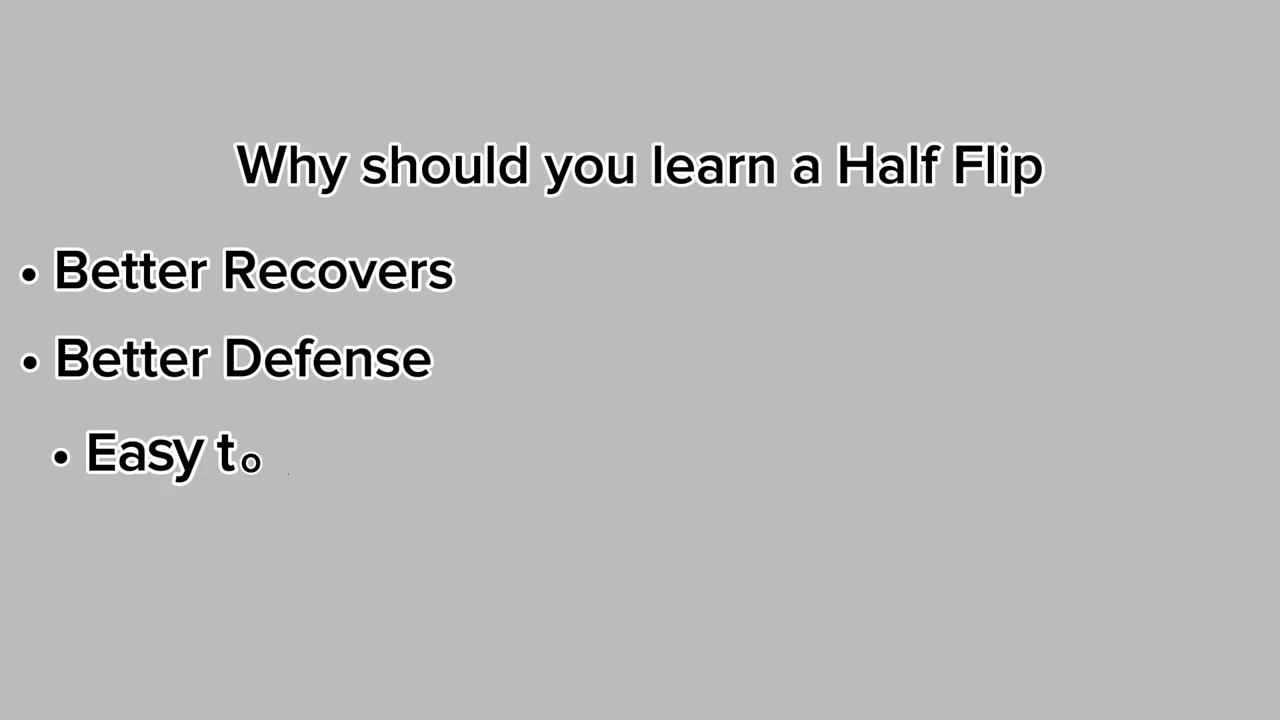 Why should you learn a Half Flip
• Better Recovers
• Better Defense
• Easy to